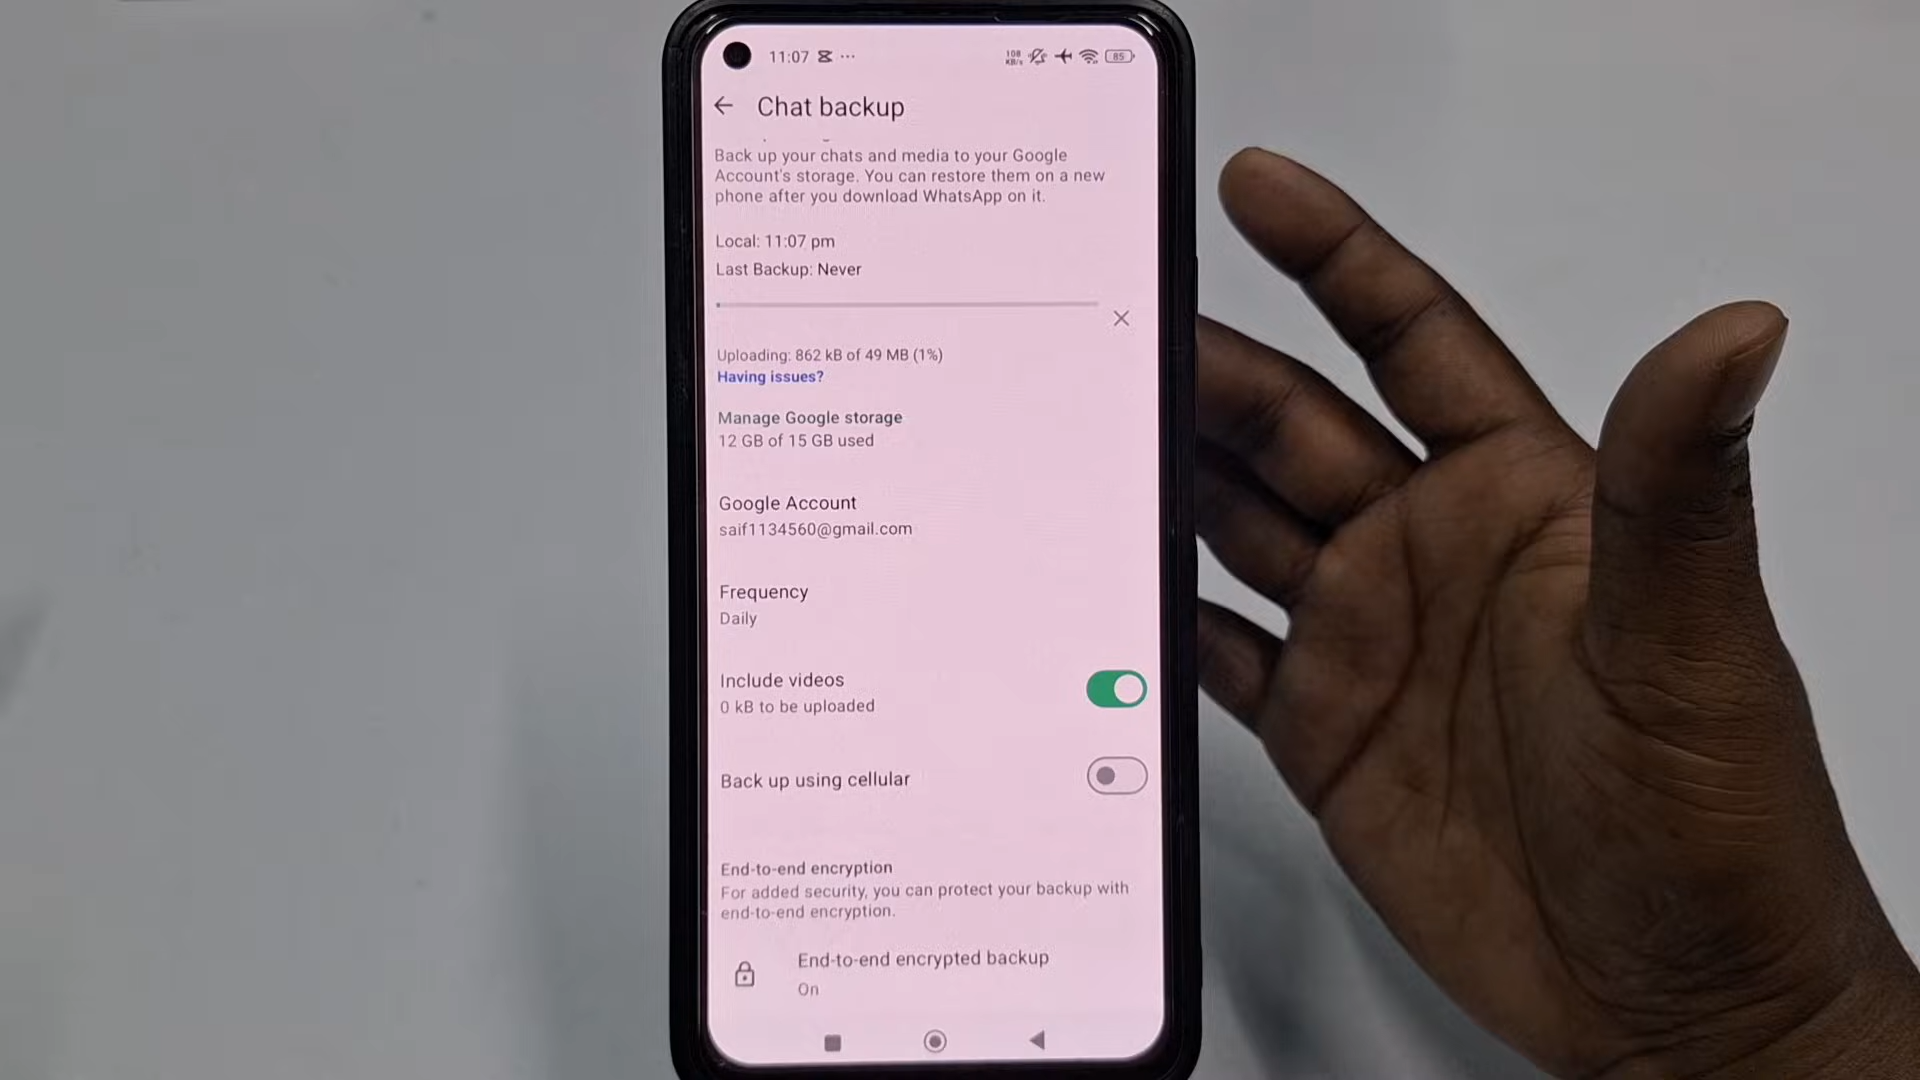 11:07 ···
108
KB/s
85
Chat backup
Back up your chats and media to your Google
Account's storage. You can restore them on a new
phone after you download WhatsApp on it.
Local: 11:07 pm
Last Backup: Never
Uploading: 862 kB of 49 MB (1%)
Having issues?
Manage Google storage
12 GB of 15 GB used
Google Account
saif1134560@gmail.com
Frequency
Daily
Include videos
0 kB to be uploaded
Back up using cellular
End-to-end encryption
For added security, you can protect your backup with
end-to-end encryption.
End-to-end encrypted backup
On